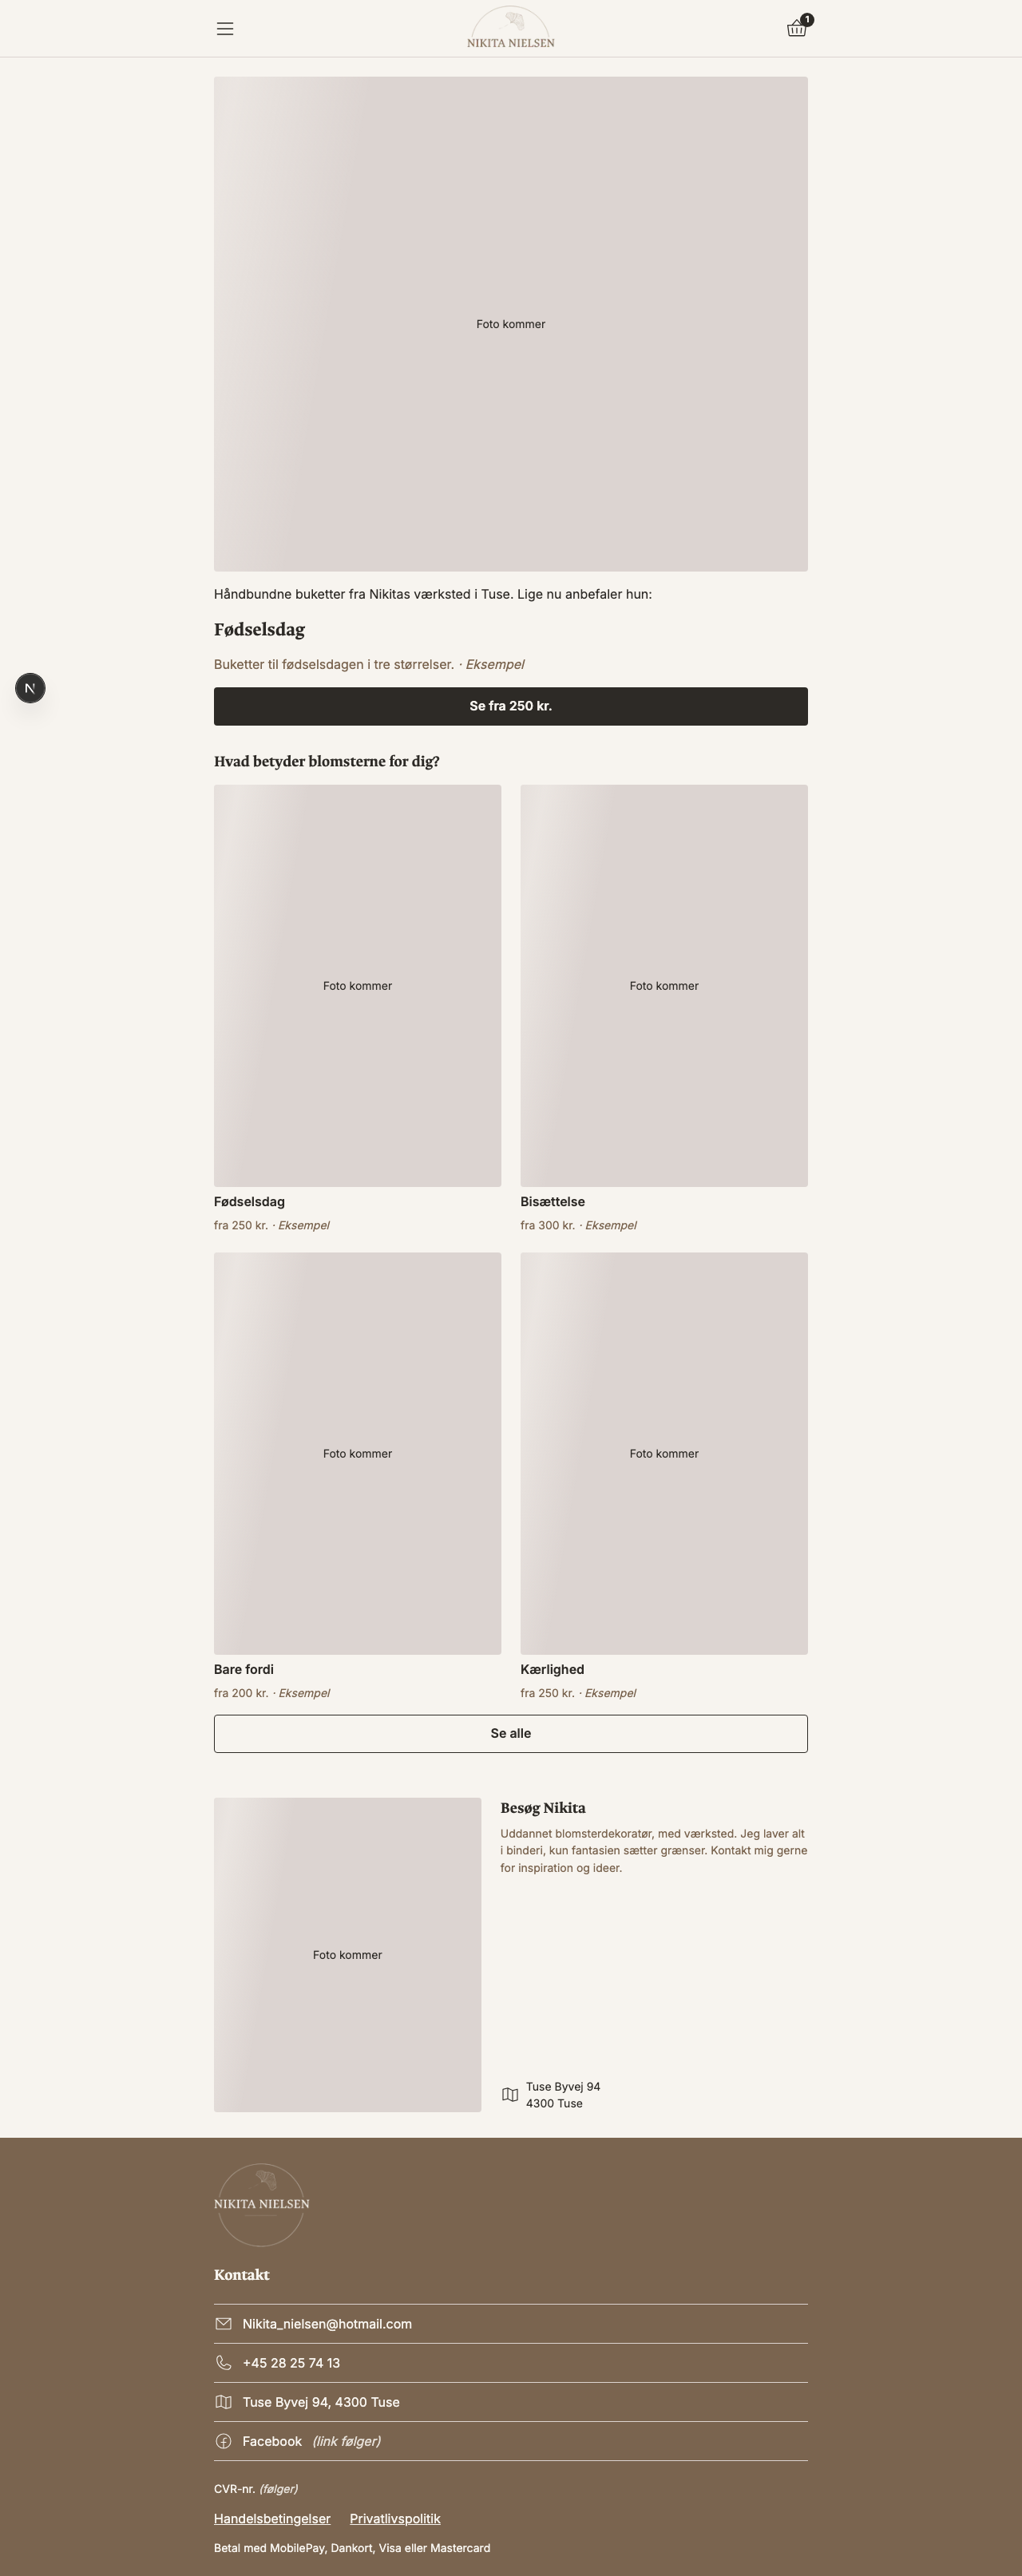 NIKITA NIELSEN
1
Foto kommer
Håndbundne buketter fra Nikitas værksted i Tuse. Lige nu anbefaler hun:
Fødselsdag
Buketter til fødselsdagen i tre størrelser. · Eksempel
Se fra 250 kr.
N
Hvad betyder blomsterne for dig?
Foto kommer
Foto kommer
Fødselsdag
fra 250 kr. · Eksempel
Bisættelse
fra 300 kr. · Eksempel
Foto kommer
Foto kommer
Bare fordi
fra 200 kr. · Eksempel
Kærlighed
fra 250 kr. · Eksempel
Se alle
Foto kommer
Besøg Nikita
Uddannet blomsterdekoratør, med værksted. Jeg laver alt
i binderi, kun fantasien sætter grænser. Kontakt mig gerne
for inspiration og ideer.
Tuse Byvej 94
4300 Tuse
NIKITA NIELSEN
Kontakt
Nikita_nielsen@hotmail.com
+45 28 25 74 13
Tuse Byvej 94, 4300 Tuse
Facebook (link følger)
CVR-nr. (følger)
Handelsbetingelser Privatlivspolitik
Betal med MobilePay, Dankort, Visa eller Mastercard